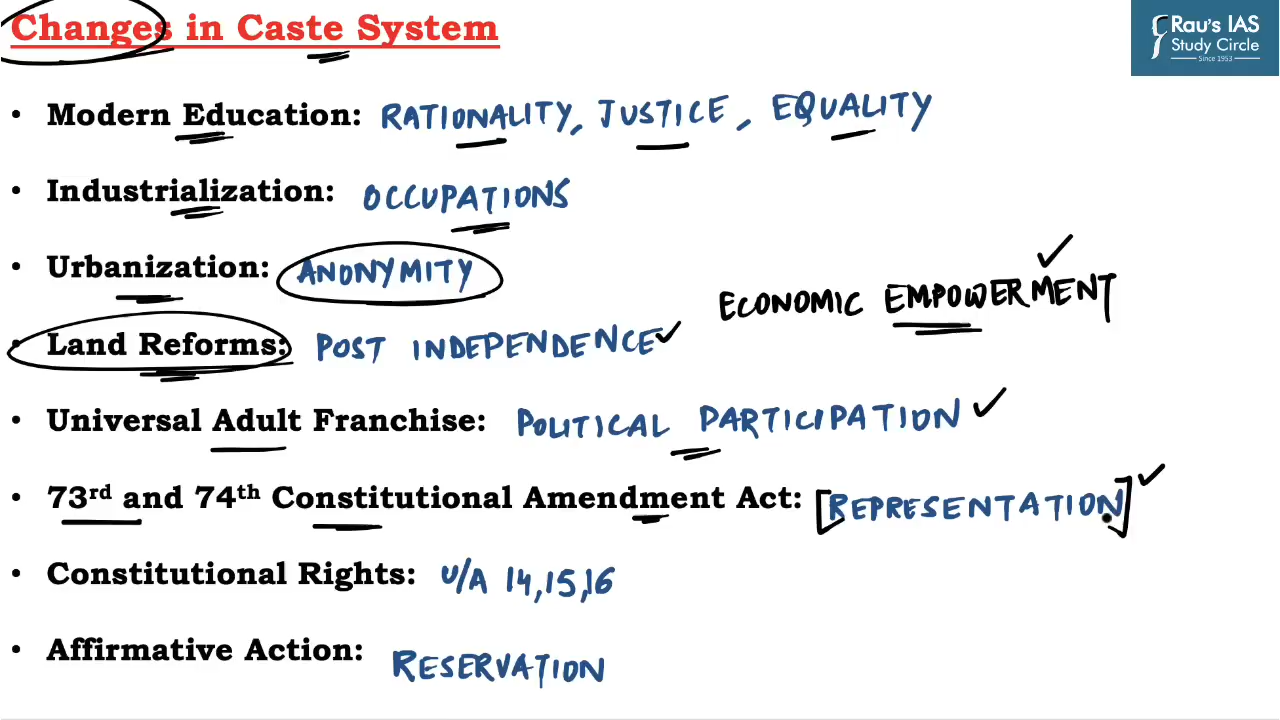 Changes in Caste System
Rau's IAS
Study Circle
Since 1953
• Modern Education: RATIONALITY, JUSTICE, EQUALITY
• Industrialization: OCCUPATIONS
• Urbanization: ANONYMITY
ECONOMIC EMPOWERMENT
• Land Reforms: POST INDEPENDENCE
• Universal Adult Franchise: POLITICAL PARTICIPATION
• 73rd and 74th Constitutional Amendment Act: [REPRESENTATION]
• Constitutional Rights: U/A 14,15,16
• Affirmative Action: RESERVATION